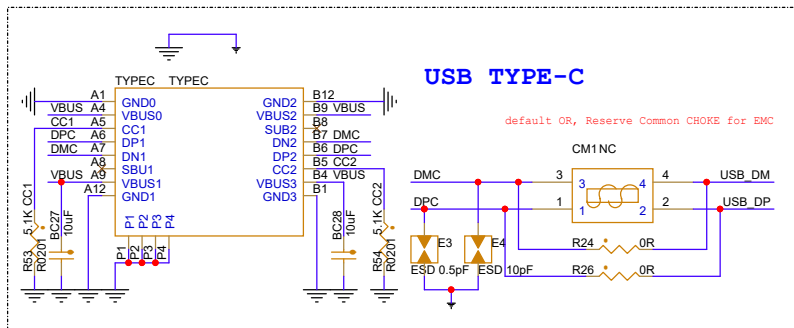 USB TYPE-C
default OR, Reserve Common CHOKE for EMC
TYPEC TYPEC
A1 GND0 GND2 B12
VBUS A4 VBUS0 VBUS2 B9 VBUS
CC1 A5 CC1 SUB2 B8
DPC A6 DP1 DN2 B7 DMC
DMC A7 DN1 DP2 B6 DPC
A8 SBU1 CC2 B5 CC2
VBUS A9 VBUS1 VBUS3 B4 VBUS
A12 GND1 GND3 B1
P1 P2 P3 P4
P1 P2 P3 P4
R53 5.1K CC1
R0201
BC27
10uF
BC28
10uF
R54 5.1K CC2
R0201
CM1 NC
DMC 3 3 4 4 USB_DM
DPC 1 1 2 2 USB_DP
E3 E4
ESD 0.5pF ESD 10pF
R24 0R
R26 0R